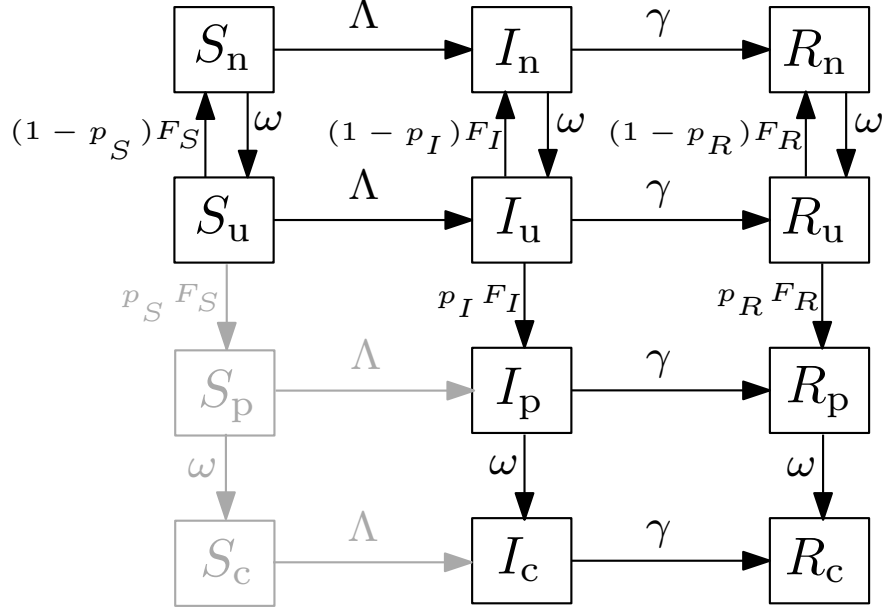 Λ γ
S_n I_n R_n
(1 - p_S)F_S ω (1 - p_I)F_I ω (1 - p_R)F_R ω
Λ γ
S_u I_u R_u
p_S F_S p_I F_I p_R F_R
Λ γ
S_p I_p R_p
ω ω ω
Λ γ
S_c I_c R_c